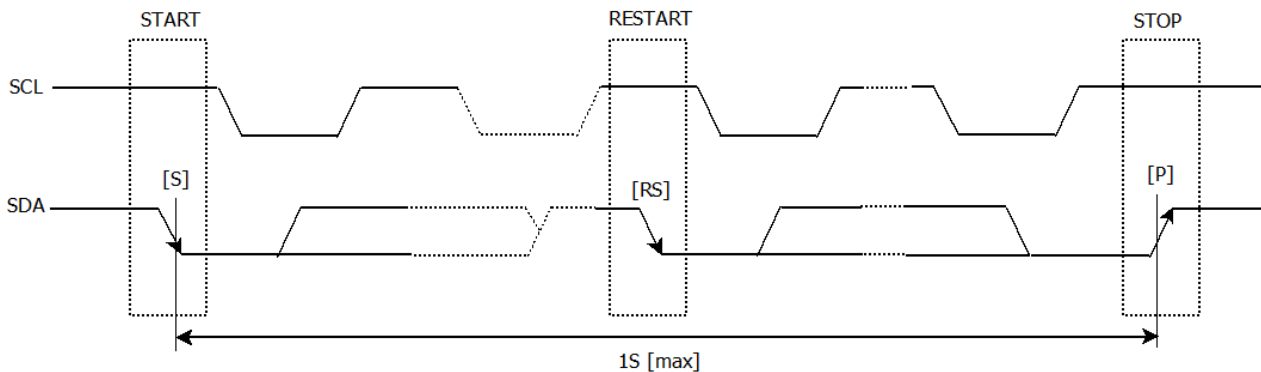 START RESTART STOP
SCL
[S] [RS] [P]
SDA
1S [max]